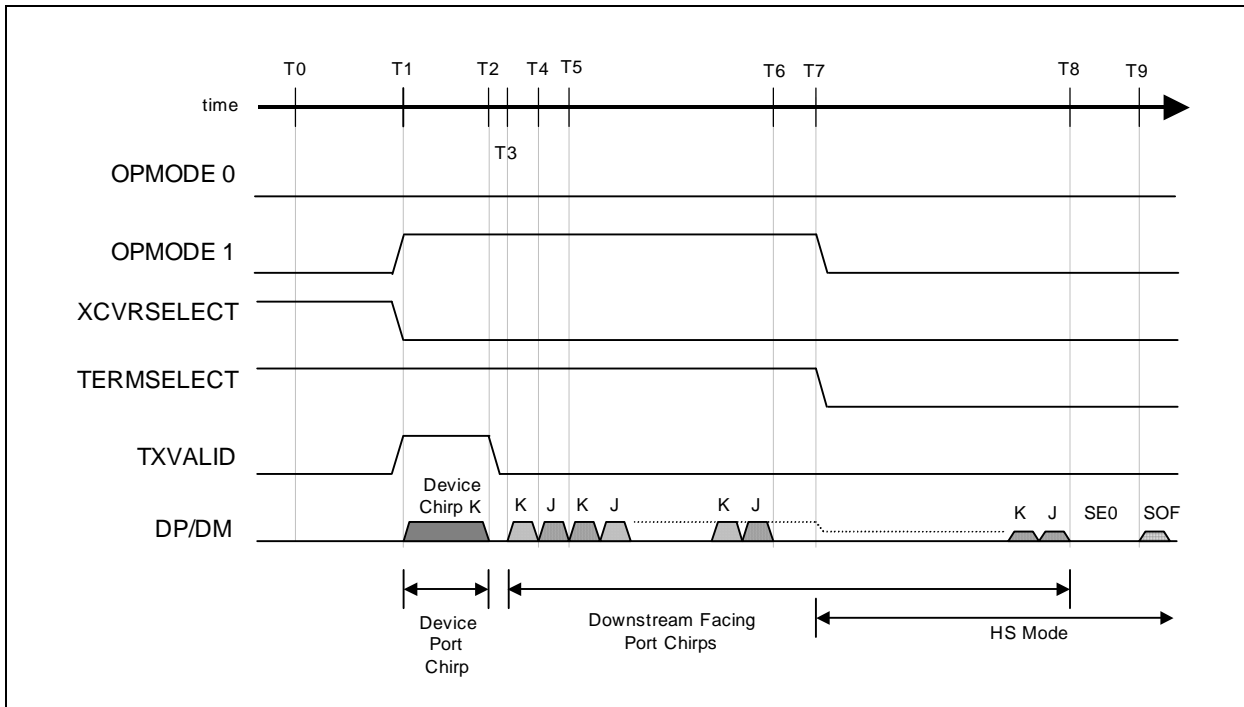 T0 T1 T2 T4 T5 T6 T7 T8 T9
time
T3
OPMODE 0
OPMODE 1
XCVRSELECT
TERMSELECT
TXVALID
Device
Chirp K
K J K J K J K J SE0 SOF
DP/DM
Device
Port
Chirp
Downstream Facing
Port Chirps
HS Mode